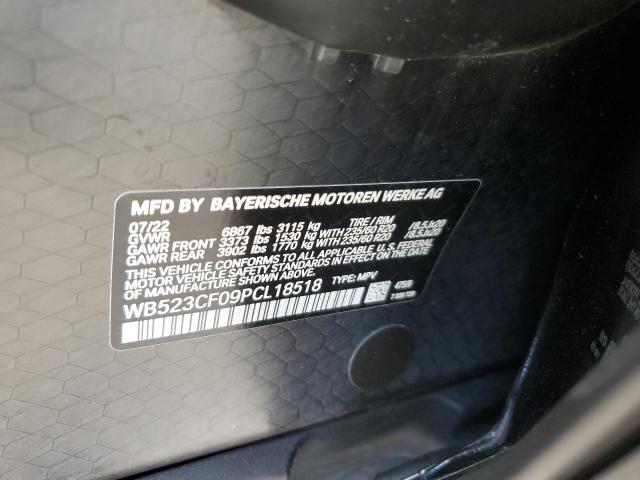 MFD BY BAYERISCHE MOTOREN WERKE AG
07/22 TIRE / RIM
GVWR 6867 lbs 3115 kg
GAWR FRONT 3373 lbs 1530 kg WITH 235/60 R20 (8.5Jx20)
GAWR REAR 3902 lbs 1770 kg WITH 235/60 R20 (8.5Jx20)
THIS VEHICLE CONFORMS TO ALL APPLICABLE U.S. FEDERAL
MOTOR VEHICLE SAFETY STANDARDS IN EFFECT ON THE DATE
OF MANUFACTURE SHOWN ABOVE.
WB523CF09PCL18518 TYPE: MPV